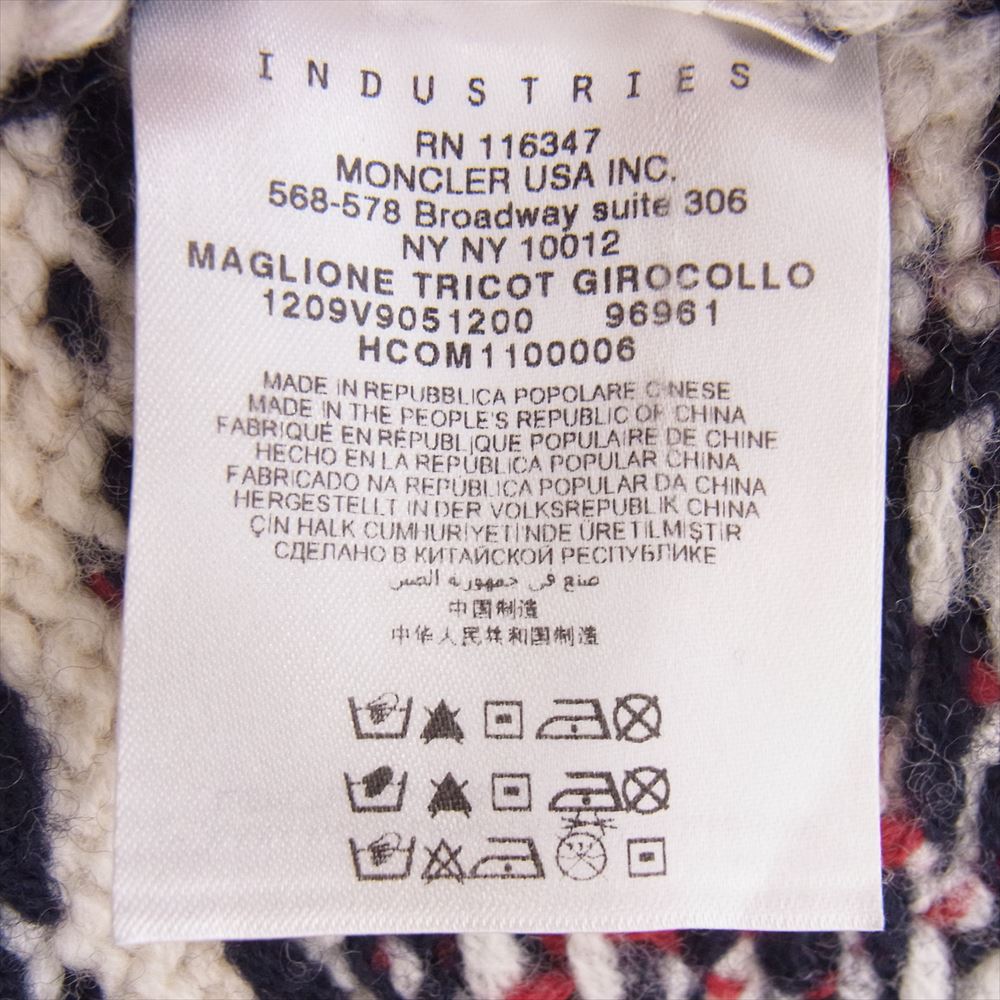 INDUSTRIES
RN 116347
MONCLER USA INC.
568-578 Broadway suite 306
NY NY 10012
MAGLIONE TRICOT GIROCOLLO
1209V9051200 96961
HCOM1100006
MADE IN REPUBBLICA POPOLARE CINESE
MADE IN THE PEOPLE'S REPUBLIC OF CHINA
FABRIQUÉ EN RÉPUBLIQUE POPULAIRE DE CHINE
HECHO EN LA REPÚBLICA POPULAR CHINA
FABRICADO NA REPÚBLICA POPULAR DA CHINA
HERGESTELLT IN DER VOLKSREPUBLIK CHINA
ÇİN HALK CUMHURİYETİ'NDE ÜRETİLMİŞTİR
СДЕЛАНО В КИТАЙСКОЙ РЕСПУБЛИКЕ
صنع في جمهورية الصين
中国制造
中华人民共和国制造